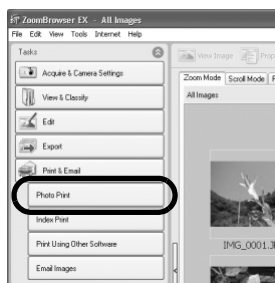 ZoomBrowser EX - All Images
File Edit View Tools Internet Help
Tasks
View Image
Zoom Mode Scroll Mode
All Images
Acquire & Camera Settings
View & Classify
Edit
Export
Print & Email
Photo Print
Index Print
Print Using Other Software
Email Images
IMG_0001.J